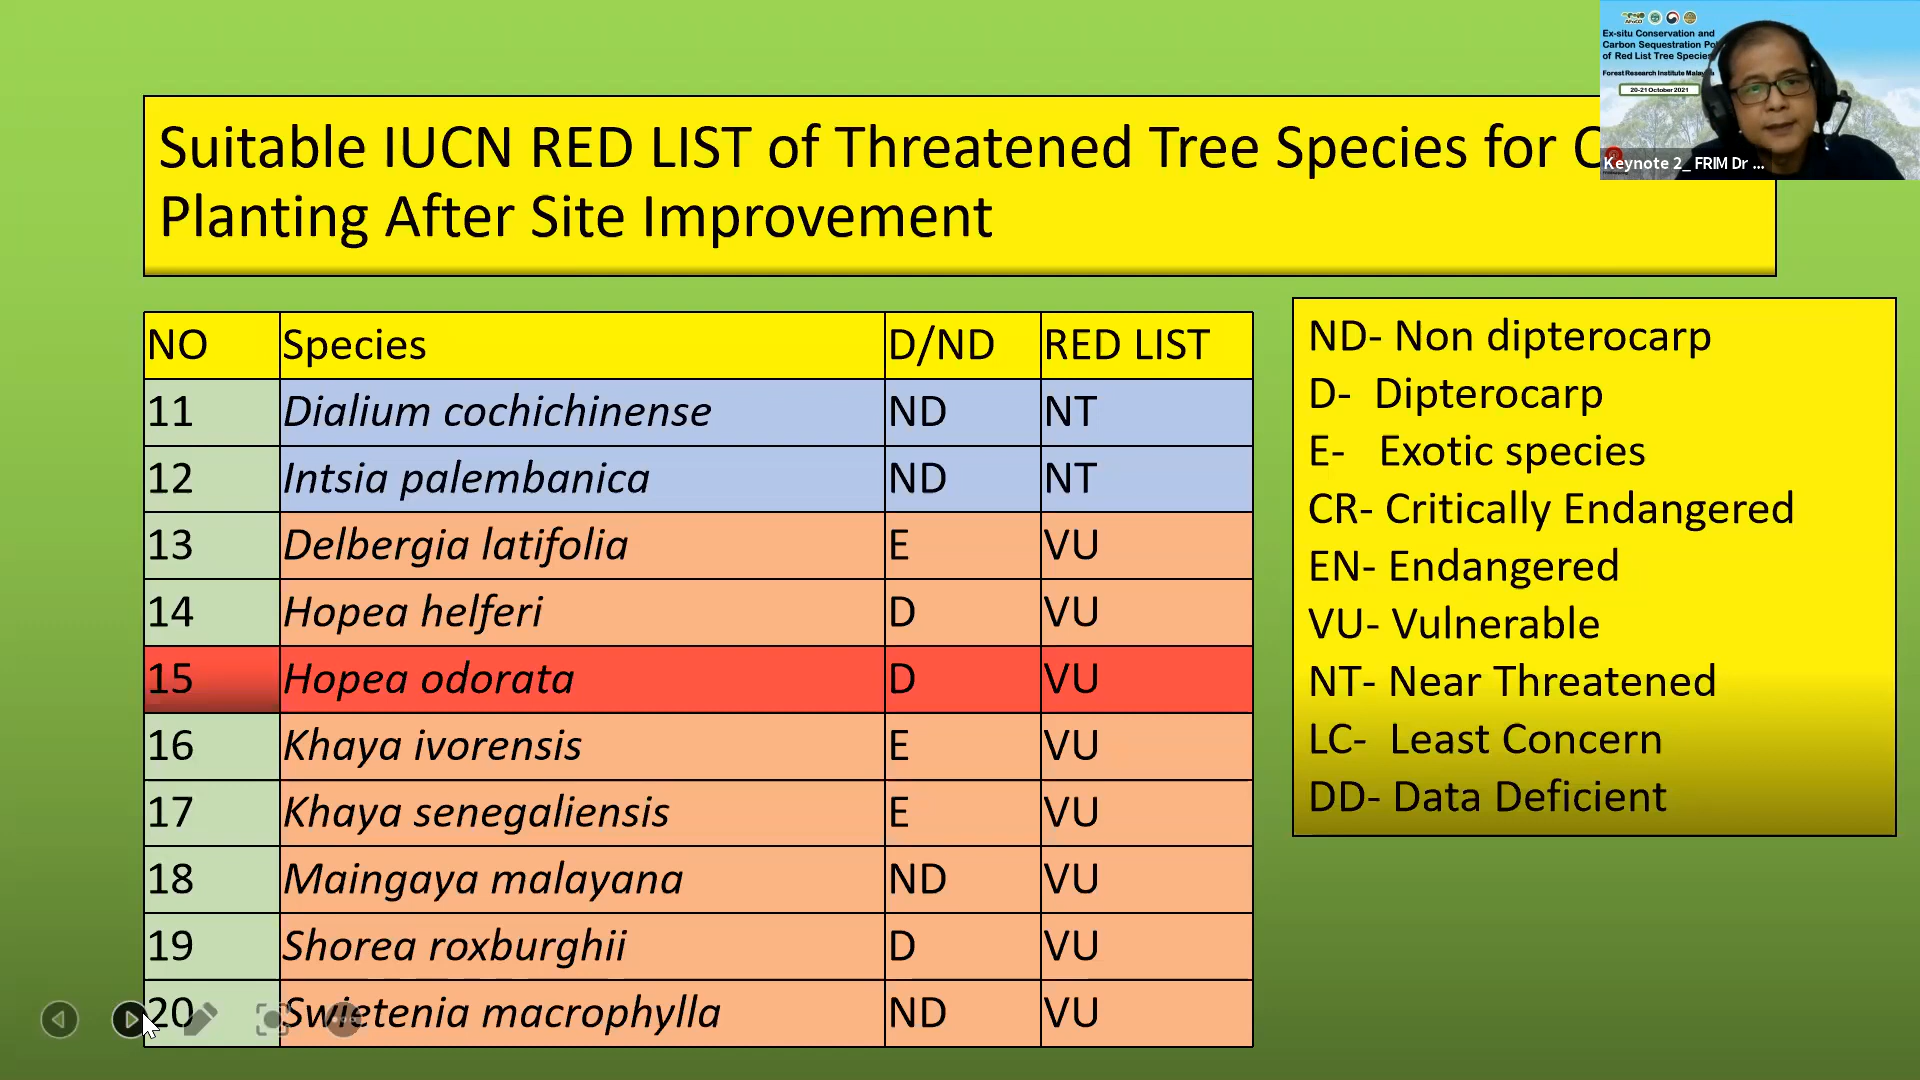 Ex-situ Conservation and
Carbon Sequestration
of Red List Tree Species
Forest Research Institute
20-21 October 2021
Keynote 2_ FRIM Dr ...
Suitable IUCN RED LIST of Threatened Tree Species for
Planting After Site Improvement
NO Species D/ND RED LIST
11 Dialium cochichinense ND NT
12 Intsia palembanica ND NT
13 Delbergia latifolia E VU
14 Hopea helferi D VU
15 Hopea odorata D VU
16 Khaya ivorensis E VU
17 Khaya senegaliensis E VU
18 Maingaya malayana ND VU
19 Shorea roxburghii D VU
20 Swietenia macrophylla ND VU
ND- Non dipterocarp
D- Dipterocarp
E- Exotic species
CR- Critically Endangered
EN- Endangered
VU- Vulnerable
NT- Near Threatened
LC- Least Concern
DD- Data Deficient